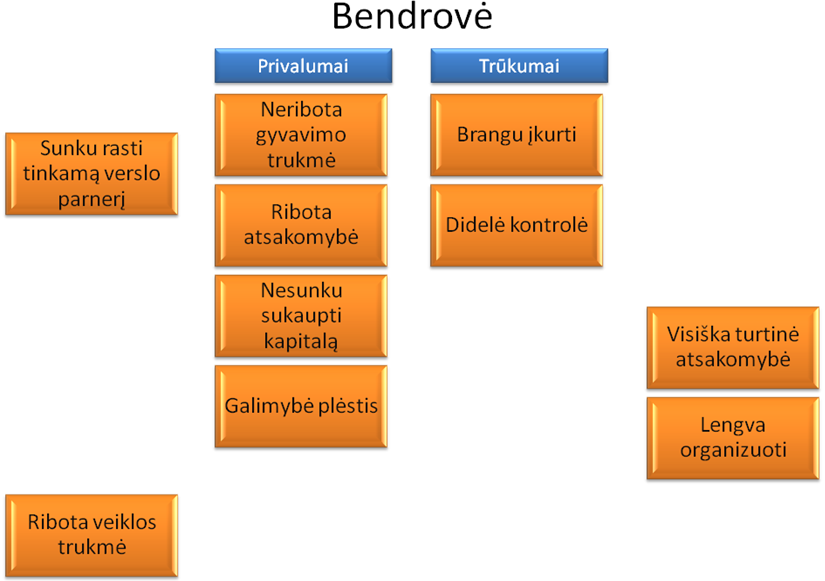 Bendrovė
Privalumai
Trūkumai
Neribota
gyvavimo
trukmė
Brangu įkurti
Sunku rasti
tinkamą verslo
parnerį
Ribota
atsakomybė
Didelė kontrolė
Nesunku
sukaupti
kapitalą
Visiška turtinė
atsakomybė
Galimybė plėstis
Lengva
organizuoti
Ribota veiklos
trukmė